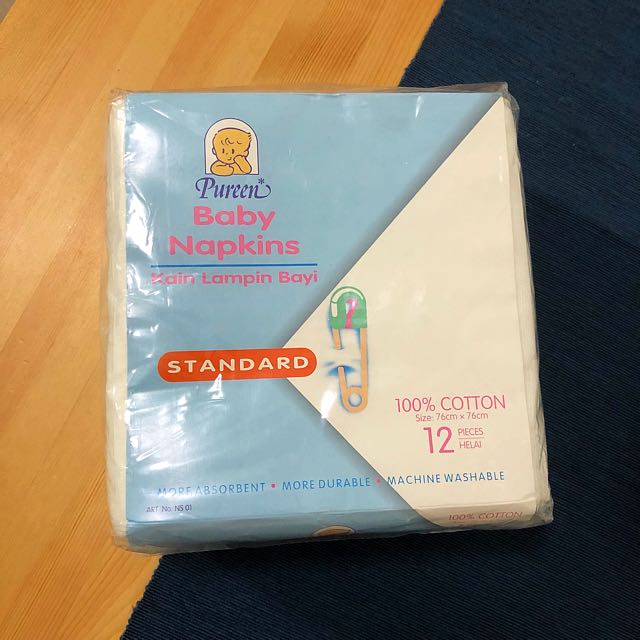 Pureen*
Baby
Napkins
Kain Lampin Bayi
STANDARD
100% COTTON
Size: 76cm x 76cm
12 PIECES
HELAI
MORE ABSORBENT • MORE DURABLE • MACHINE WASHABLE
ART No. NS 01
100% COTTON